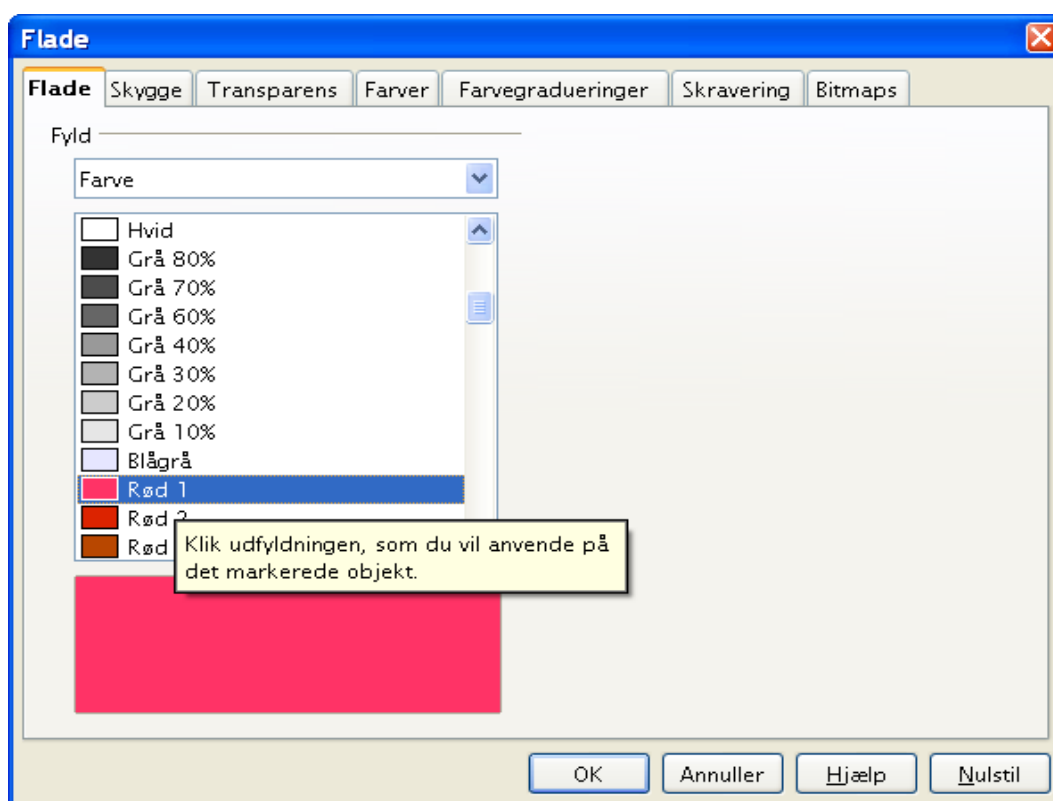 Flade
Flade Skygge Transparens Farver Farvegradueringer Skravering Bitmaps
Fyld
Farve
Hvid
Grå 80%
Grå 70%
Grå 60%
Grå 40%
Grå 30%
Grå 20%
Grå 10%
Blågrå
Rød 1
Rød 2
Rød
Klik udfyldningen, som du vil anvende på
det markerede objekt.
OK Annuller Hjælp Nulstil